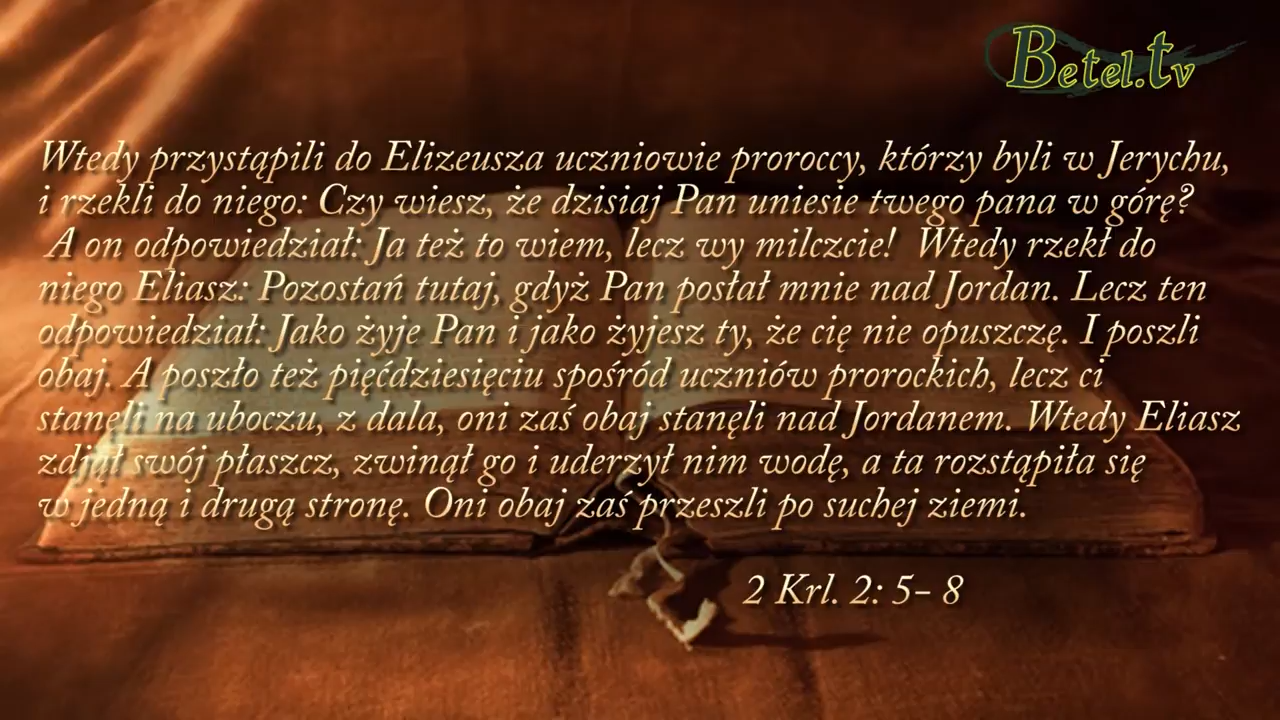 Betel.tv
Wtedy przystąpili do Elizeusza uczniowie proroccy, którzy byli w Jerychu,
i rzekli do niego: Czy wiesz, że dzisiaj Pan uniesie twego pana w górę?
A on odpowiedział: Ja też to wiem, lecz wy milczcie! Wtedy rzekł do
niego Eliasz: Pozostań tutaj, gdyż Pan posłał mnie nad Jordan. Lecz ten
odpowiedział: Jako żyje Pan i jako żyjesz ty, że cię nie opuszczę. I poszli
obaj. A poszło też pięćdziesięciu spośród uczniów prorockich, lecz ci
stanęli na uboczu, z dala, oni zaś obaj stanęli nad Jordanem. Wtedy Eliasz
zdjął swój płaszcz, zwinął go i uderzył nim wodę, a ta rozstąpiła się
w jedną i drugą stronę. Oni obaj zaś przeszli po suchej ziemi.
2 Krl. 2: 5- 8